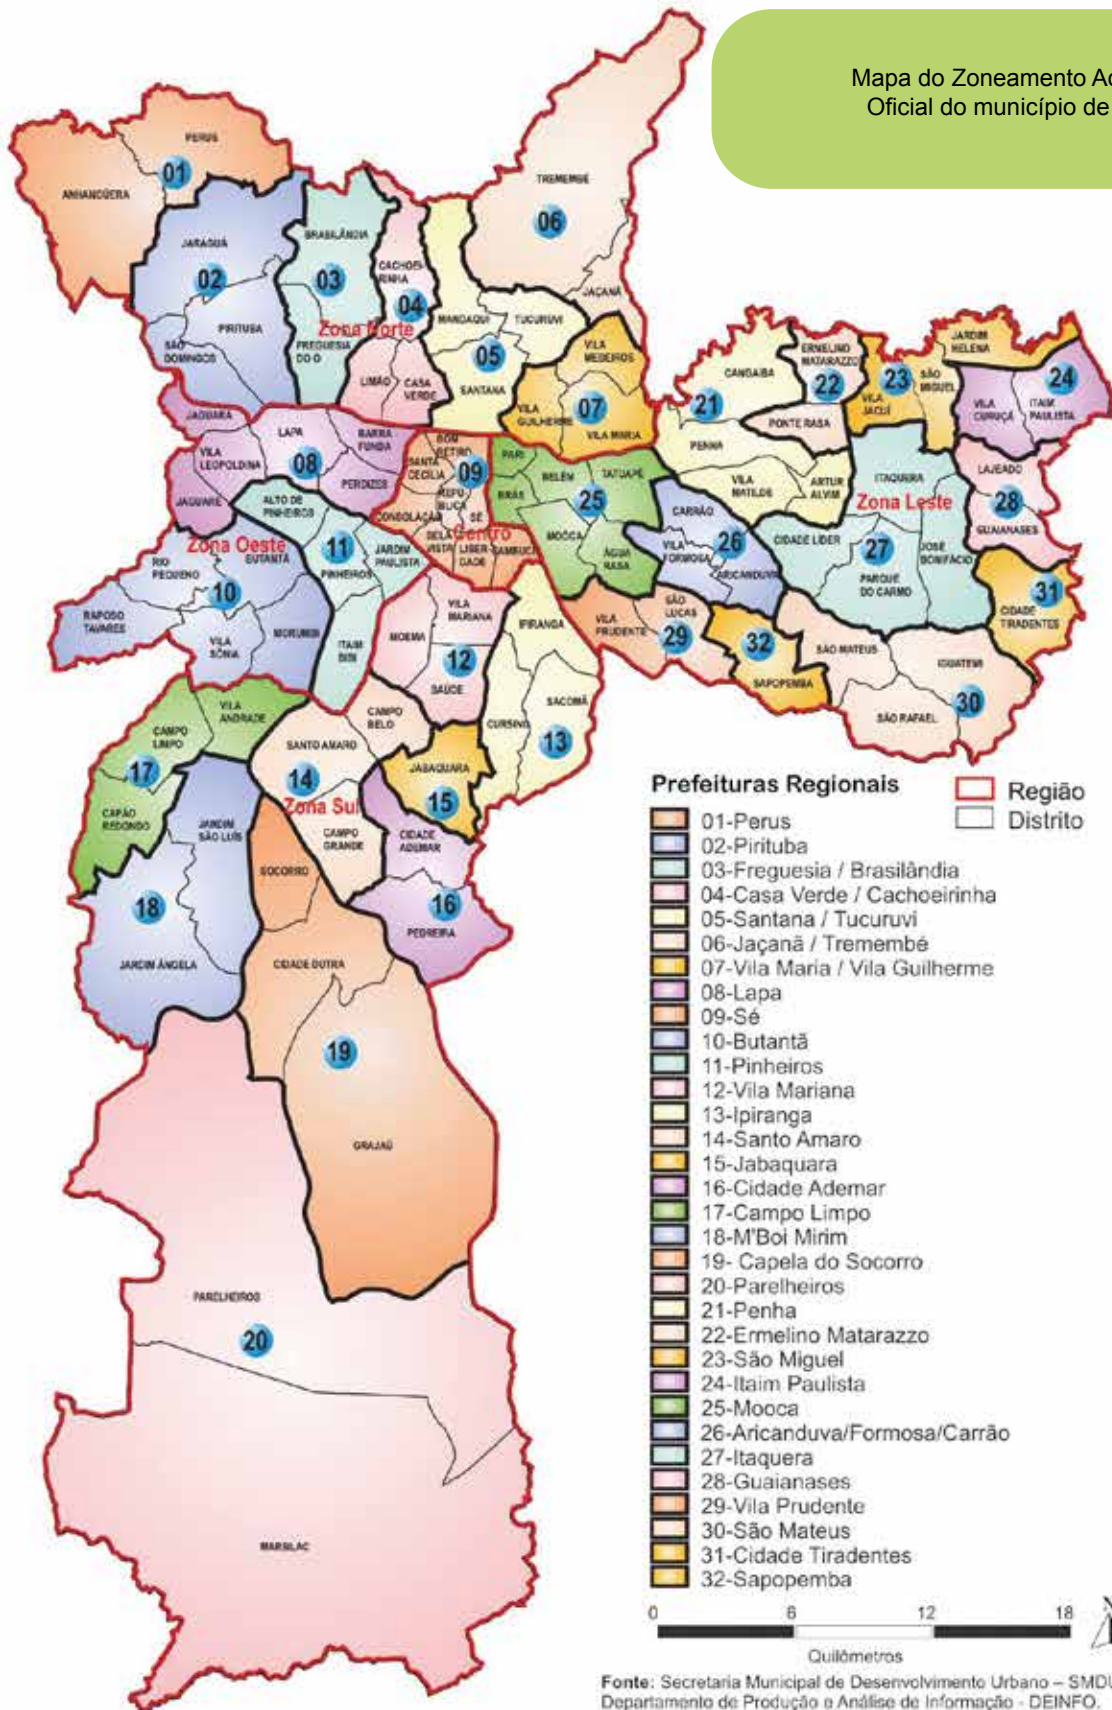 Mapa do Zoneamento Ad
Oficial do município de
PERUS
01
ANHANGÜERA
TREMEMBÉ
06
JARAGUÁ
02
BRASILÂNDIA
03
CACHOEI-
RINHA
04
JAÇANÃ
PIRITUBA
Zona Norte
MANDAQUI
TUCURUVI
SÃO
DOMINGOS
FREGUESIA
DO Ó
05
VILA
MEDEIROS
LIMÃO
CASA
VERDE
SANTANA
VILA
GUILHERME
07
VILA MARIA
CANGAIBA
21
ERMELINO
MATARAZZO
22
PONTE RASA
JARDIM
HELENA
23
SÃO
MIGUEL
VILA
JACUÍ
24
VILA
CURUÇÁ
ITAIM
PAULISTA
JAGUARA
LAPA
BARRA
FUNDA
VILA
LEOPOLDINA
08
PERDIZES
JAGUARÉ
BOM
RETIRO
SANTA
CECÍLIA
09
REPÚ
BLICA
SÉ
CONSOLAÇÃO
Centro
BELA
VISTA
LIBER
DADE
CAMBUCI
PARI
BELÉM
TATUAPÉ
BRÁS
25
MOÓCA
ÁGUA
RASA
PENHA
VILA
MATILDE
ARTUR
ALVIM
ITAQUERA
Zona Leste
LAJEADO
28
GUAIANASES
ALTO DE
PINHEIROS
11
PINHEIROS
JARDIM
PAULISTA
Zona Oeste
BUTANTÃ
RIO
PEQUENO
10
RAPOSO
TAVARES
VILA
SÔNIA
MORUMBI
ITAIM
BIBI
CARRÃO
VILA
FORMOSA
26
ARICANDUVA
CIDADE LÍDER
27
PARQUE
DO CARMO
JOSÉ
BONIFÁCIO
31
CIDADE
TIRADENTES
MOEMA
VILA
MARIANA
12
SAÚDE
IPIRANGA
CURSINO
SACOMÃ
13
VILA
PRUDENTE
SÃO
LUCAS
29
32
SAPOPEMBA
SÃO MATEUS
IGUATEMI
SÃO RAFAEL
30
VILA
ANDRADE
CAMPO
LIMPO
17
CAPÃO
REDONDO
CAMPO
BELO
SANTO AMARO
14
Zona Sul
CAMPO
GRANDE
JABAQUARA
15
JARDIM
SÃO LUÍS
CIDADE
ADEMAR
SOCORRO
18
16
PEDREIRA
JARDIM ÂNGELA
CIDADE DUTRA
19
GRAJAÚ
PARELHEIROS
20
MARSILAC
Prefeituras Regionais
Região
Distrito
01-Perus
02-Pirituba
03-Freguesia / Brasilândia
04-Casa Verde / Cachoeirinha
05-Santana / Tucuruvi
06-Jaçanã / Tremembé
07-Vila Maria / Vila Guilherme
08-Lapa
09-Sé
10-Butantã
11-Pinheiros
12-Vila Mariana
13-Ipiranga
14-Santo Amaro
15-Jabaquara
16-Cidade Ademar
17-Campo Limpo
18-M'Boi Mirim
19- Capela do Socorro
20-Parelheiros
21-Penha
22-Ermelino Matarazzo
23-São Miguel
24-Itaim Paulista
25-Mooca
26-Aricanduva/Formosa/Carrão
27-Itaquera
28-Guaianases
29-Vila Prudente
30-São Mateus
31-Cidade Tiradentes
32-Sapopemba
0 6 12 18
Quilômetros
Fonte: Secretaria Municipal de Desenvolvimento Urbano – SMDU
Departamento de Produção e Análise de Informação - DEINFO.